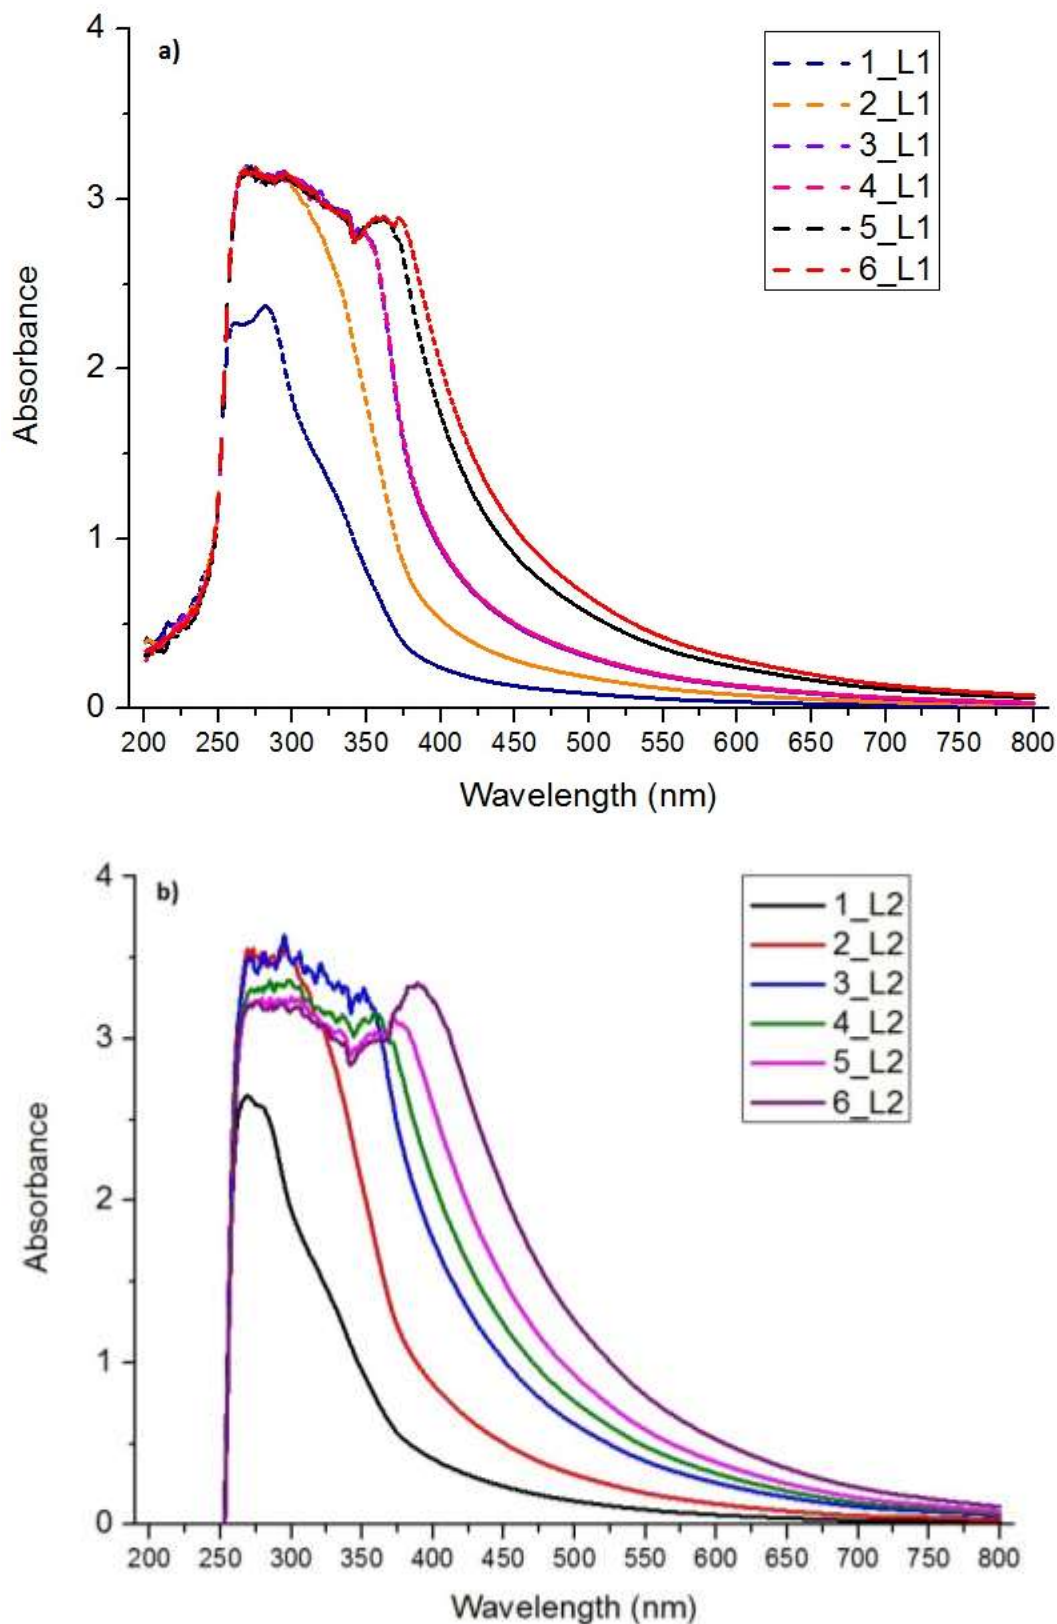 a)
4
3
2
1
0
Absorbance
1_L1
2_L1
3_L1
4_L1
5_L1
6_L1
200 250 300 350 400 450 500 550 600 650 700 750 800
Wavelength (nm)
b)
4
3
2
1
0
Absorbance
1_L2
2_L2
3_L2
4_L2
5_L2
6_L2
200 250 300 350 400 450 500 550 600 650 700 750 800
Wavelength (nm)